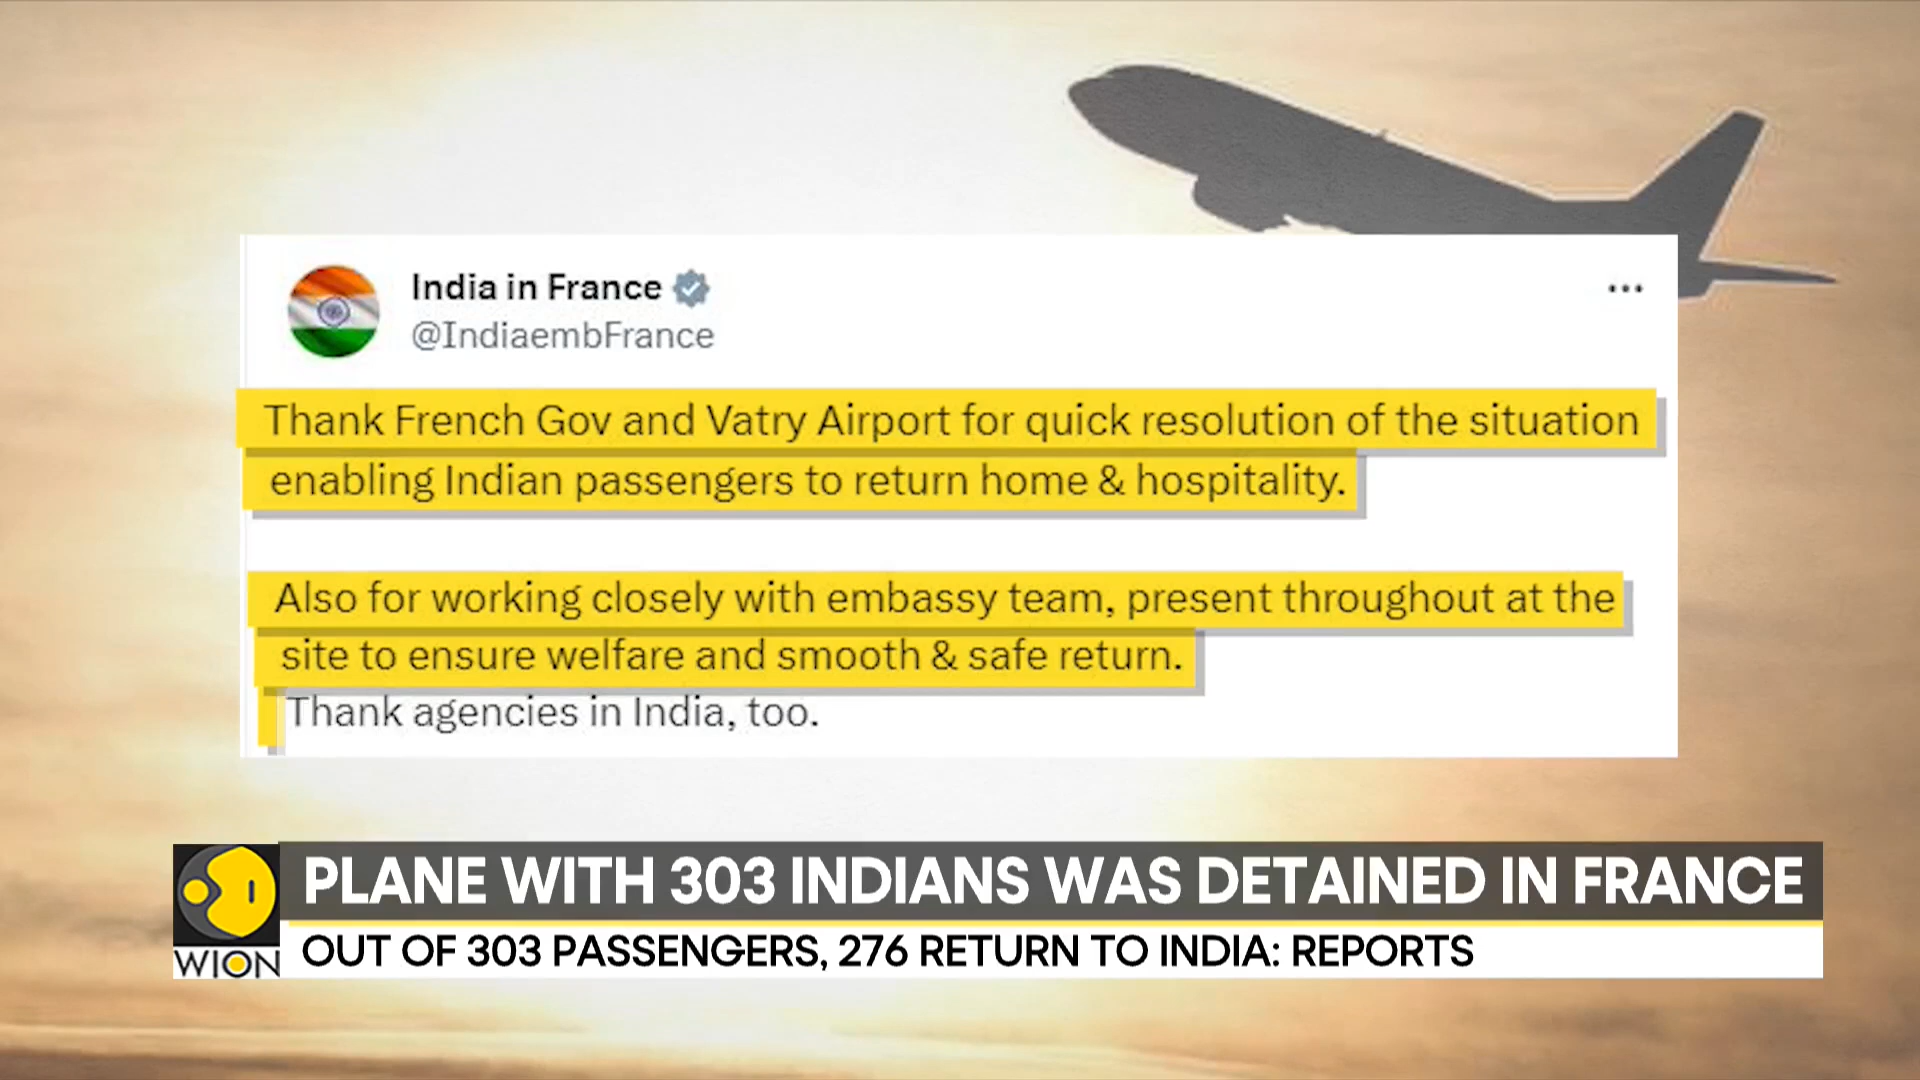 India in France
@IndiaembFrance
Thank French Gov and Vatry Airport for quick resolution of the situation
enabling Indian passengers to return home & hospitality.
Also for working closely with embassy team, present throughout at the
site to ensure welfare and smooth & safe return.
Thank agencies in India, too.
PLANE WITH 303 INDIANS WAS DETAINED IN FRANCE
OUT OF 303 PASSENGERS, 276 RETURN TO INDIA: REPORTS
WION